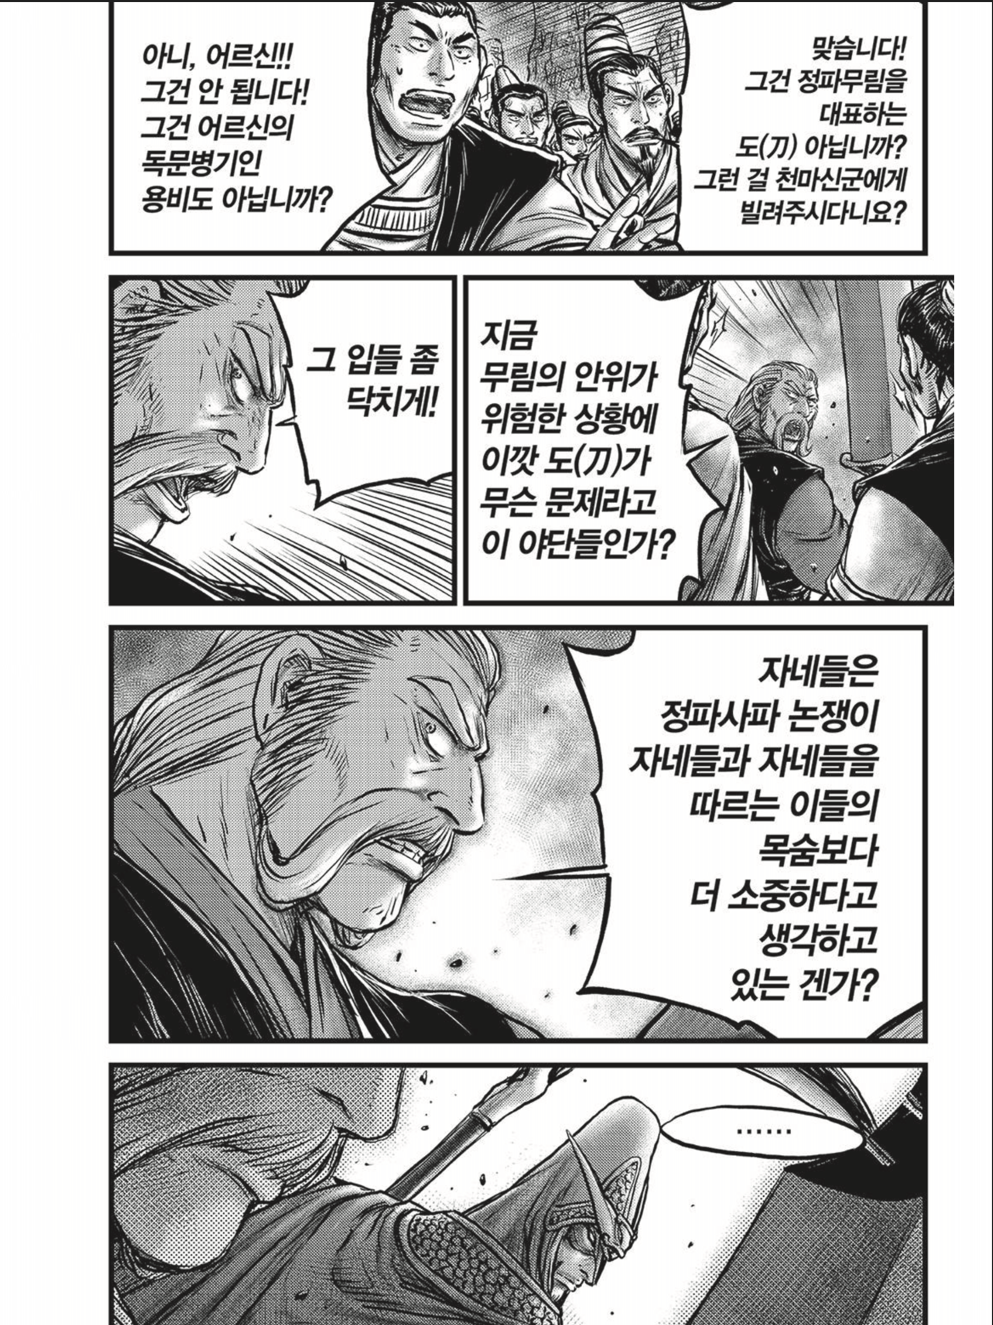 아니, 어르신!!
그건 안 됩니다!
그건 어르신의
독문병기인
용비도 아닙니까?
맞습니다!
그건 정파무림을
대표하는
도(刀) 아닙니까?
그런 걸 천마신군에게
빌려주시다니요?
그 입들 좀
닥치게!
지금
무림의 안위가
위험한 상황에
이깟 도(刀)가
무슨 문제라고
이 야단들인가?
자네들은
정파사파 논쟁이
자네들과 자네들을
따르는 이들의
목숨보다
더 소중하다고
생각하고
있는 겐가?
……